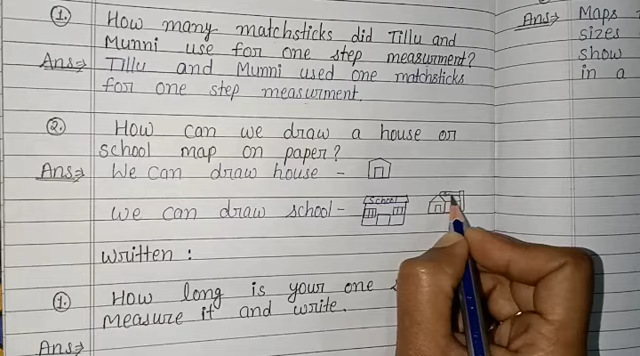 ①. How many matchsticks did Tillu and
Munni use for one step measurment?
Ans⇒ Tillu and Munni used one matchsticks
for one step measurment.
②. How can we draw a house or
school map on paper?
Ans⇒ We can draw house -
we can draw school- School
written :
①. How long is your one
measure it and write.
Ans⇒
Ans⇒ Maps
sizes
show
in a